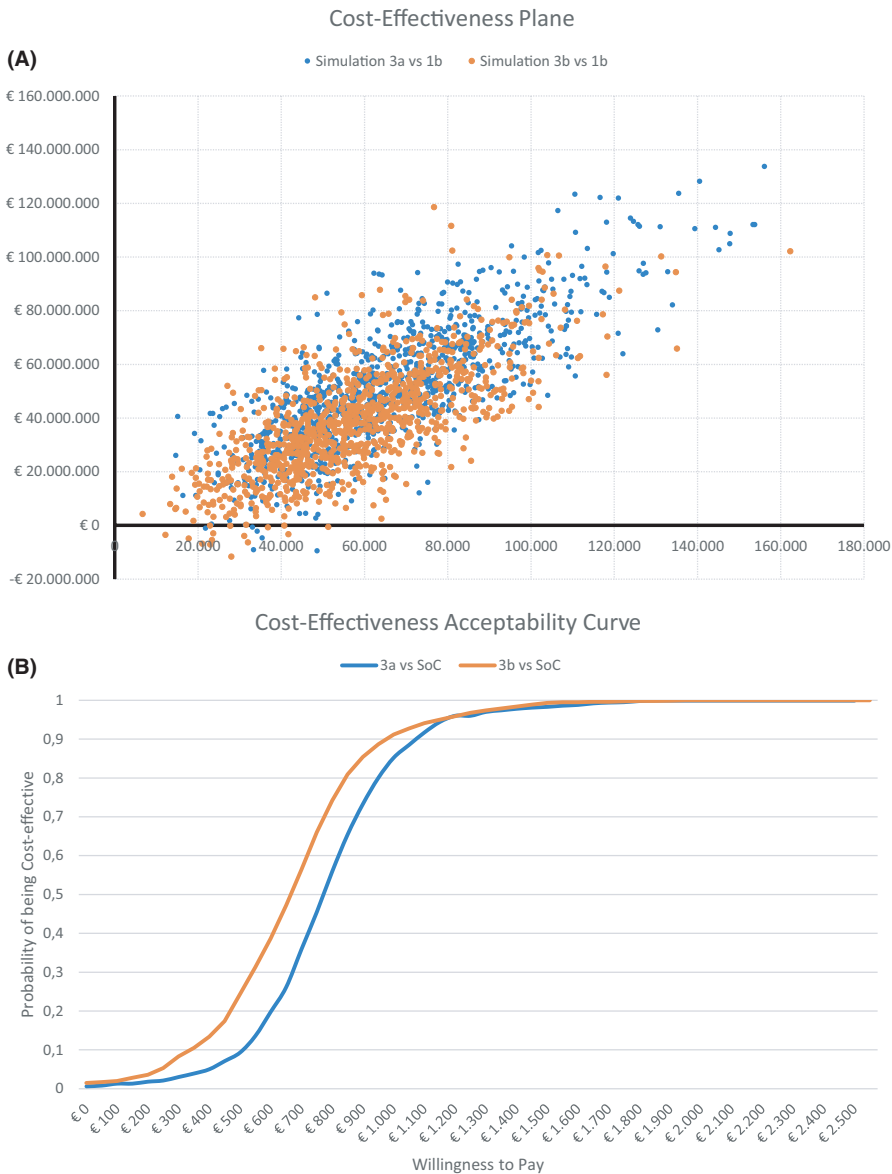 Cost-Effectiveness Plane
(A)
Simulation 3a vs 1b Simulation 3b vs 1b
€ 160.000.000
€ 140.000.000
€ 120.000.000
€ 100.000.000
€ 80.000.000
€ 60.000.000
€ 40.000.000
€ 20.000.000
€ 0
0 20.000 40.000 60.000 80.000 100.000 120.000 140.000 160.000 180.000
-€ 20.000.000
Cost-Effectiveness Acceptability Curve
(B)
3a vs SoC 3b vs SoC
Probability of being Cost-effective
1
0,9
0,8
0,7
0,6
0,5
0,4
0,3
0,2
0,1
0
€ 0 € 100 € 200 € 300 € 400 € 500 € 600 € 700 € 800 € 900 € 1.000 € 1.100 € 1.200 € 1.300 € 1.400 € 1.500 € 1.600 € 1.700 € 1.800 € 1.900 € 2.000 € 2.100 € 2.200 € 2.300 € 2.400 € 2.500
Willingness to Pay